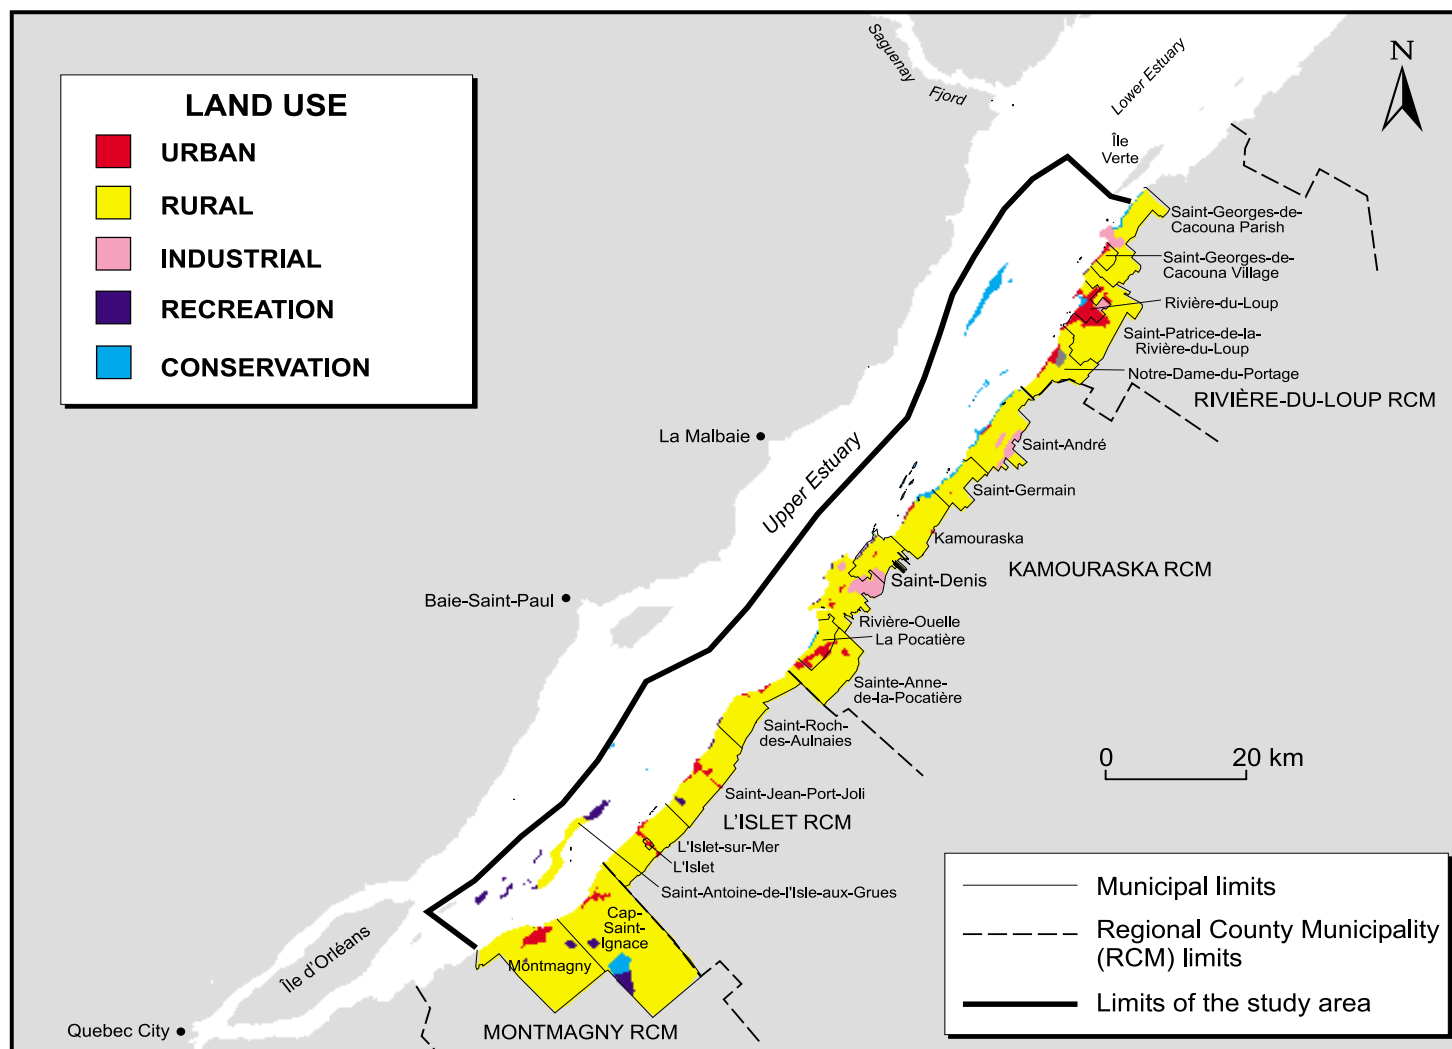 LAND USE
URBAN
RURAL
INDUSTRIAL
RECREATION
CONSERVATION
Saguenay
Fjord
Lower Estuary
N
Île
Verte
Saint-Georges-de-
Cacouna Parish
Saint-Georges-de-
Cacouna Village
Rivière-du-Loup
Saint-Patrice-de-la-
Rivière-du-Loup
Notre-Dame-du-Portage
RIVIÈRE-DU-LOUP RCM
La Malbaie
Upper Estuary
Saint-André
Saint-Germain
Kamouraska
KAMOURASKA RCM
Saint-Denis
Baie-Saint-Paul
Rivière-Ouelle
La Pocatière
Sainte-Anne-
de-la-Pocatière
Saint-Roch-
des-Aulnaies
0 20 km
Saint-Jean-Port-Joli
L'ISLET RCM
L'Islet-sur-Mer
L'Islet
Saint-Antoine-de-l'Isle-aux-Grues
Cap-
Saint-
Ignace
Montmagny
Île d'Orléans
Quebec City
MONTMAGNY RCM
Municipal limits
Regional County Municipality
(RCM) limits
Limits of the study area